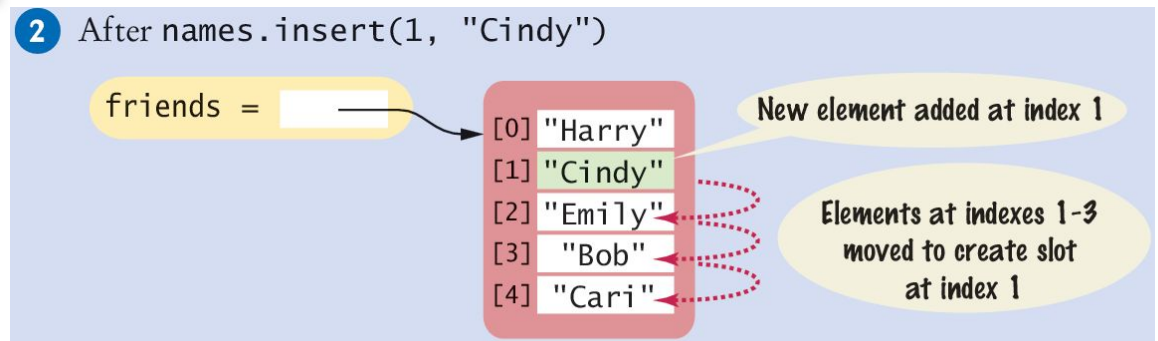 2 After names.insert(1, "Cindy")
friends =
New element added at index 1
[0] "Harry"
[1] "Cindy"
[2] "Emily"
[3] "Bob"
[4] "Cari"
Elements at indexes 1-3
moved to create slot
at index 1